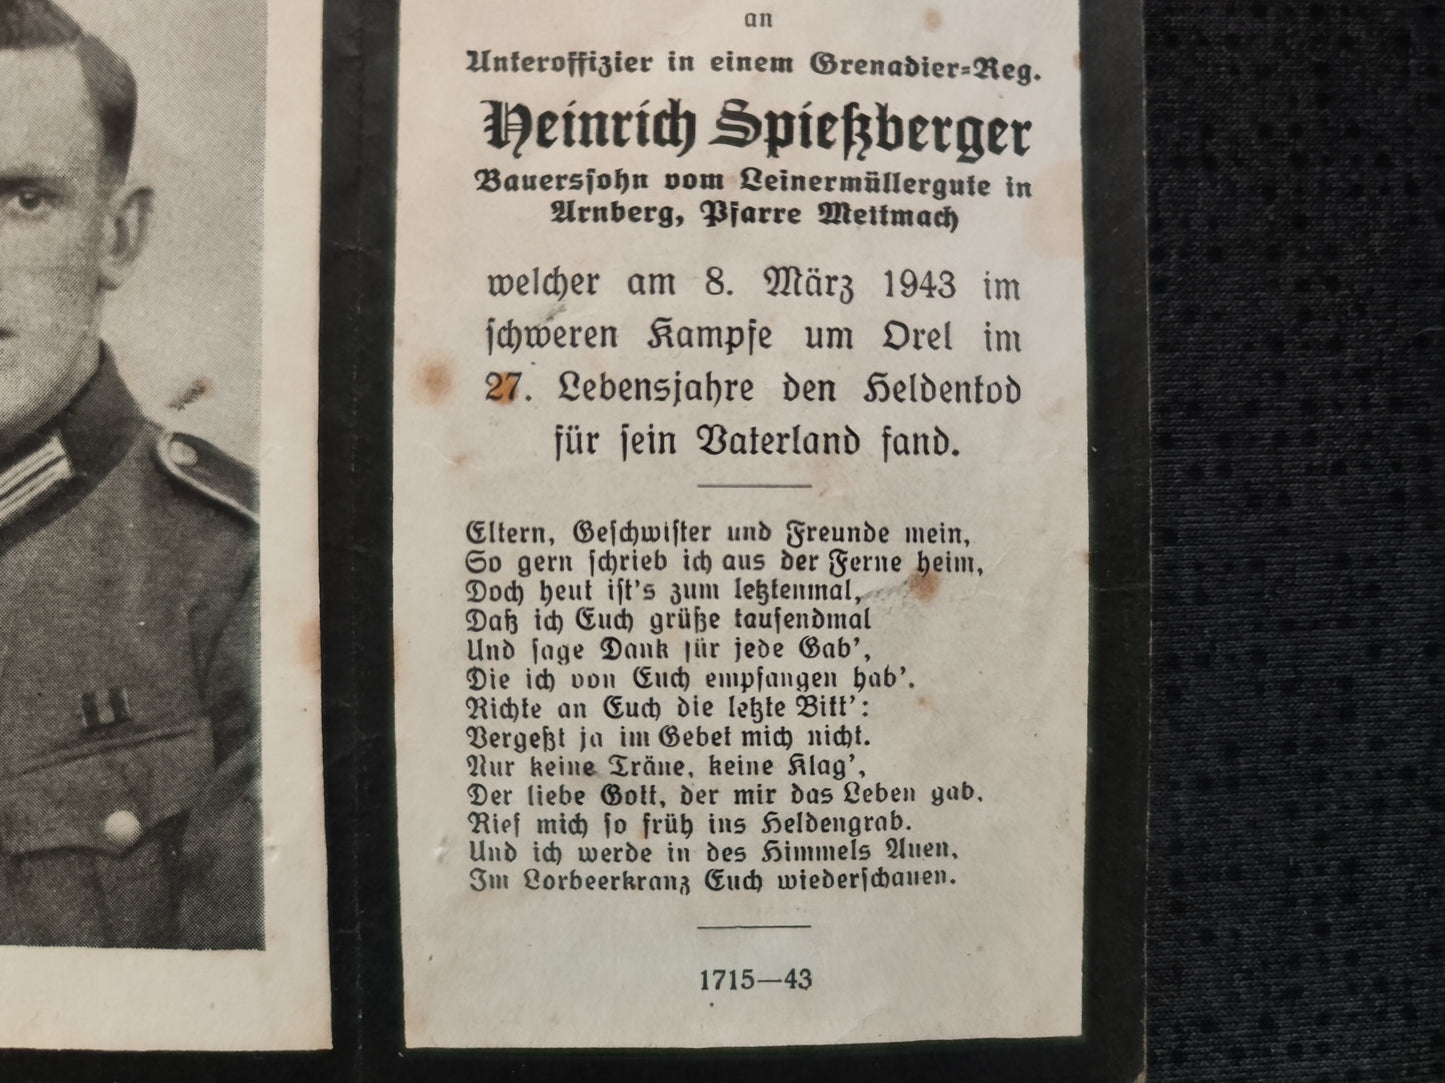 an
Unteroffizier in einem Grenadier-Reg.
Heinrich Spießberger
Bauerssohn vom Leinermüllergute in
Arnberg, Pfarre Mettmach
welcher am 8. März 1943 im
schweren Kampfe um Orel im
27. Lebensjahre den Heldentod
für sein Vaterland fand.
Eltern, Geschwister und Freunde mein,
So gern schrieb ich aus der Ferne heim,
Doch heut ist's zum letztenmal,
Daß ich Euch grüße tausendmal
Und sage Dank für jede Gab',
Die ich von Euch empfangen hab'.
Richte an Euch die letzte Bitt':
Vergeßt ja im Gebet mich nicht.
Nur keine Träne, keine Klag',
Der liebe Gott, der mir das Leben gab,
Rief mich so früh ins Heldengrab.
Und ich werde in des Himmels Auen,
Im Lorbeerkranz Euch wiederschauen.
1715—43